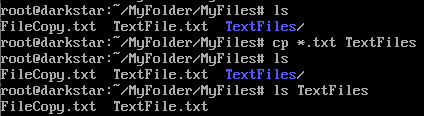 root@darkstar:~/MyFolder/MyFiles# ls
FileCopy.txt  TextFile.txt  TextFiles/
root@darkstar:~/MyFolder/MyFiles# cp *.txt TextFiles
root@darkstar:~/MyFolder/MyFiles# ls
FileCopy.txt  TextFile.txt  TextFiles/
root@darkstar:~/MyFolder/MyFiles# ls TextFiles
FileCopy.txt  TextFile.txt